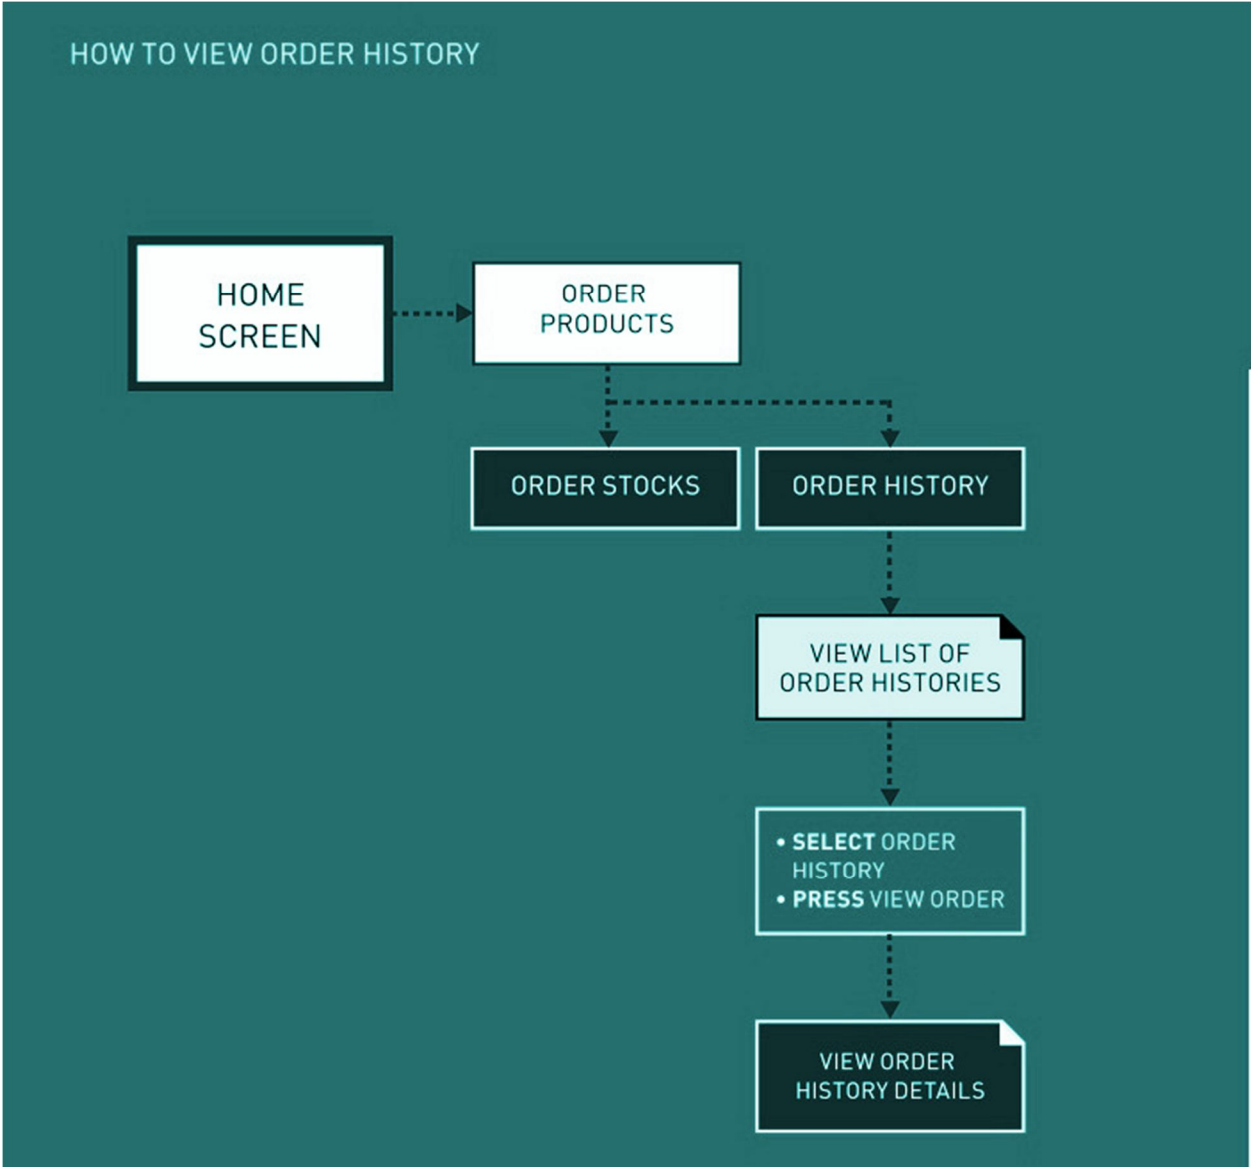 HOW TO VIEW ORDER HISTORY
HOME
SCREEN
ORDER
PRODUCTS
ORDER STOCKS
ORDER HISTORY
VIEW LIST OF
ORDER HISTORIES
• SELECT ORDER
HISTORY
• PRESS VIEW ORDER
VIEW ORDER
HISTORY DETAILS